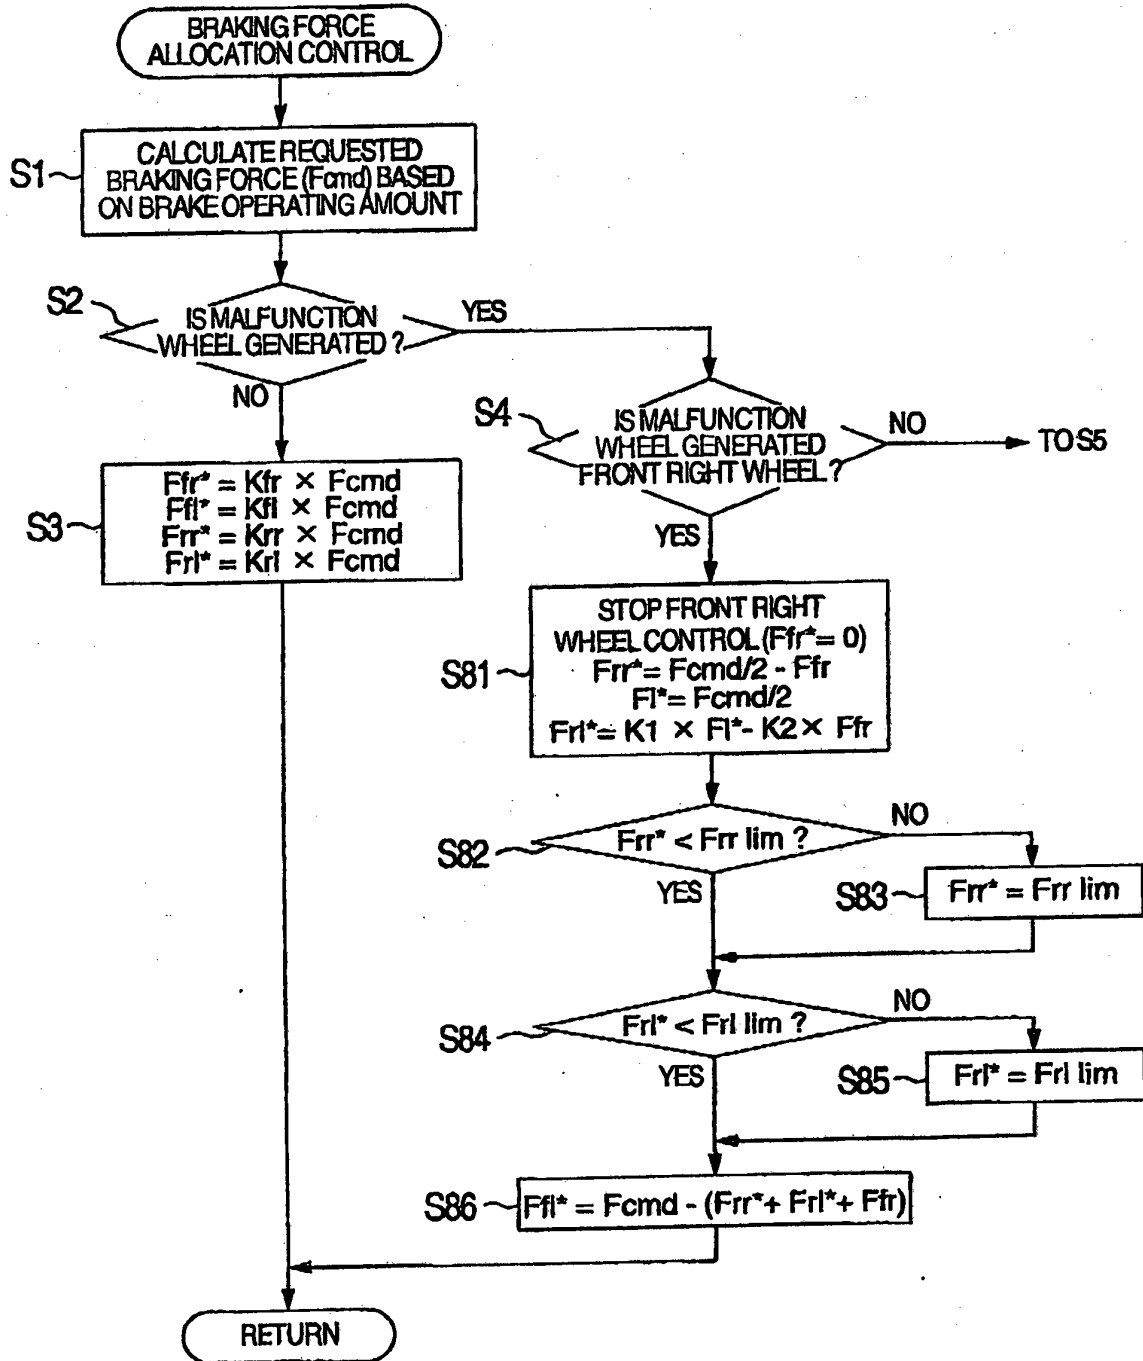 BRAKING FORCE
ALLOCATION CONTROL
S1
CALCULATE REQUESTED
BRAKING FORCE (Fcmd) BASED
ON BRAKE OPERATING AMOUNT
S2
IS MALFUNCTION
WHEEL GENERATED ?
YES
NO
S3
Ffr* = Kfr × Fcmd
Ffl* = Kfl × Fcmd
Frr* = Krr × Fcmd
Frl* = Krl × Fcmd
S4
IS MALFUNCTION
WHEEL GENERATED
FRONT RIGHT WHEEL ?
NO
TO S5
YES
S81
STOP FRONT RIGHT
WHEEL CONTROL (Ffr* = 0)
Frr* = Fcmd/2 - Ffr
Fl* = Fcmd/2
Frl* = K1 × Fl* - K2 × Ffr
S82
Frr* < Frr lim ?
NO
YES
S83
Frr* = Frr lim
S84
Frl* < Frl lim ?
NO
YES
S85
Frl* = Frl lim
S86
Ffl* = Fcmd - (Frr* + Frl* + Ffr)
RETURN